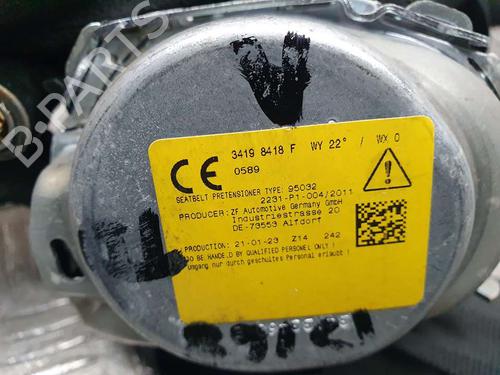 B-PARTS
3419 8418 F WY 22° / WX 0
0589
SEATBELT PRETENSIONER TYPE: 95032
2231-P1-004/2011
PRODUCER: ZF Automotive Germany GmbH
Industriestrasse 20
DE-73553 Alfdorf
PRODUCTION: 21-01-23 Z14 242
TO BE HANDLED BY QUALIFIED PERSONEL ONLY!
Umgang nur durch geschultes Personal erlaubt!